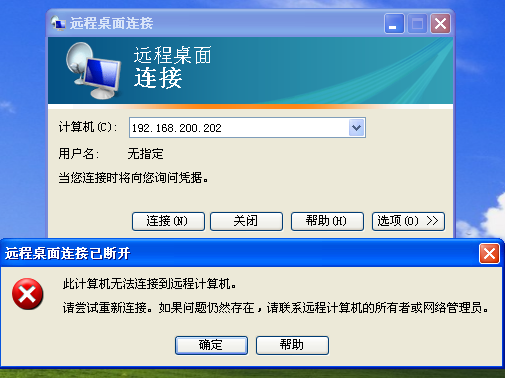 远程桌面连接
远程桌面
连接
计算机(C): 192.168.200.202
用户名: 无指定
当您连接时将向您询问凭据。
连接(N) 关闭 帮助(H) 选项(O) >>
远程桌面连接已断开
此计算机无法连接到远程计算机。
请尝试重新连接。如果问题仍然存在，请联系远程计算机的所有者或网络管理员。
确定 帮助